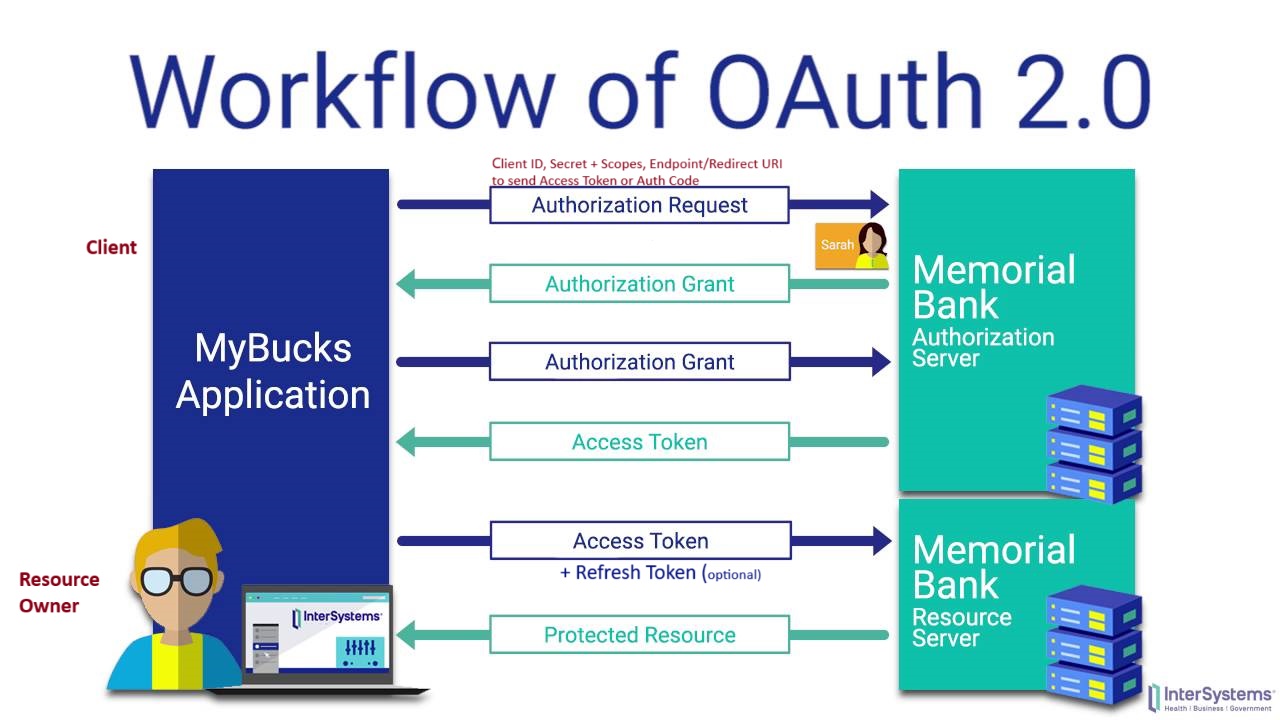 Workflow of OAuth 2.0
Client ID, Secret + Scopes, Endpoint/Redirect URI
to send Access Token or Auth Code
Authorization Request
Client
Sarah
Authorization Grant
MyBucks
Application
Authorization Grant
Access Token
Memorial
Bank
Authorization
Server
Access Token
+ Refresh Token (optional)
Resource
Owner
InterSystems
Protected Resource
Memorial
Bank
Resource
Server
InterSystems
Health | Business | Government